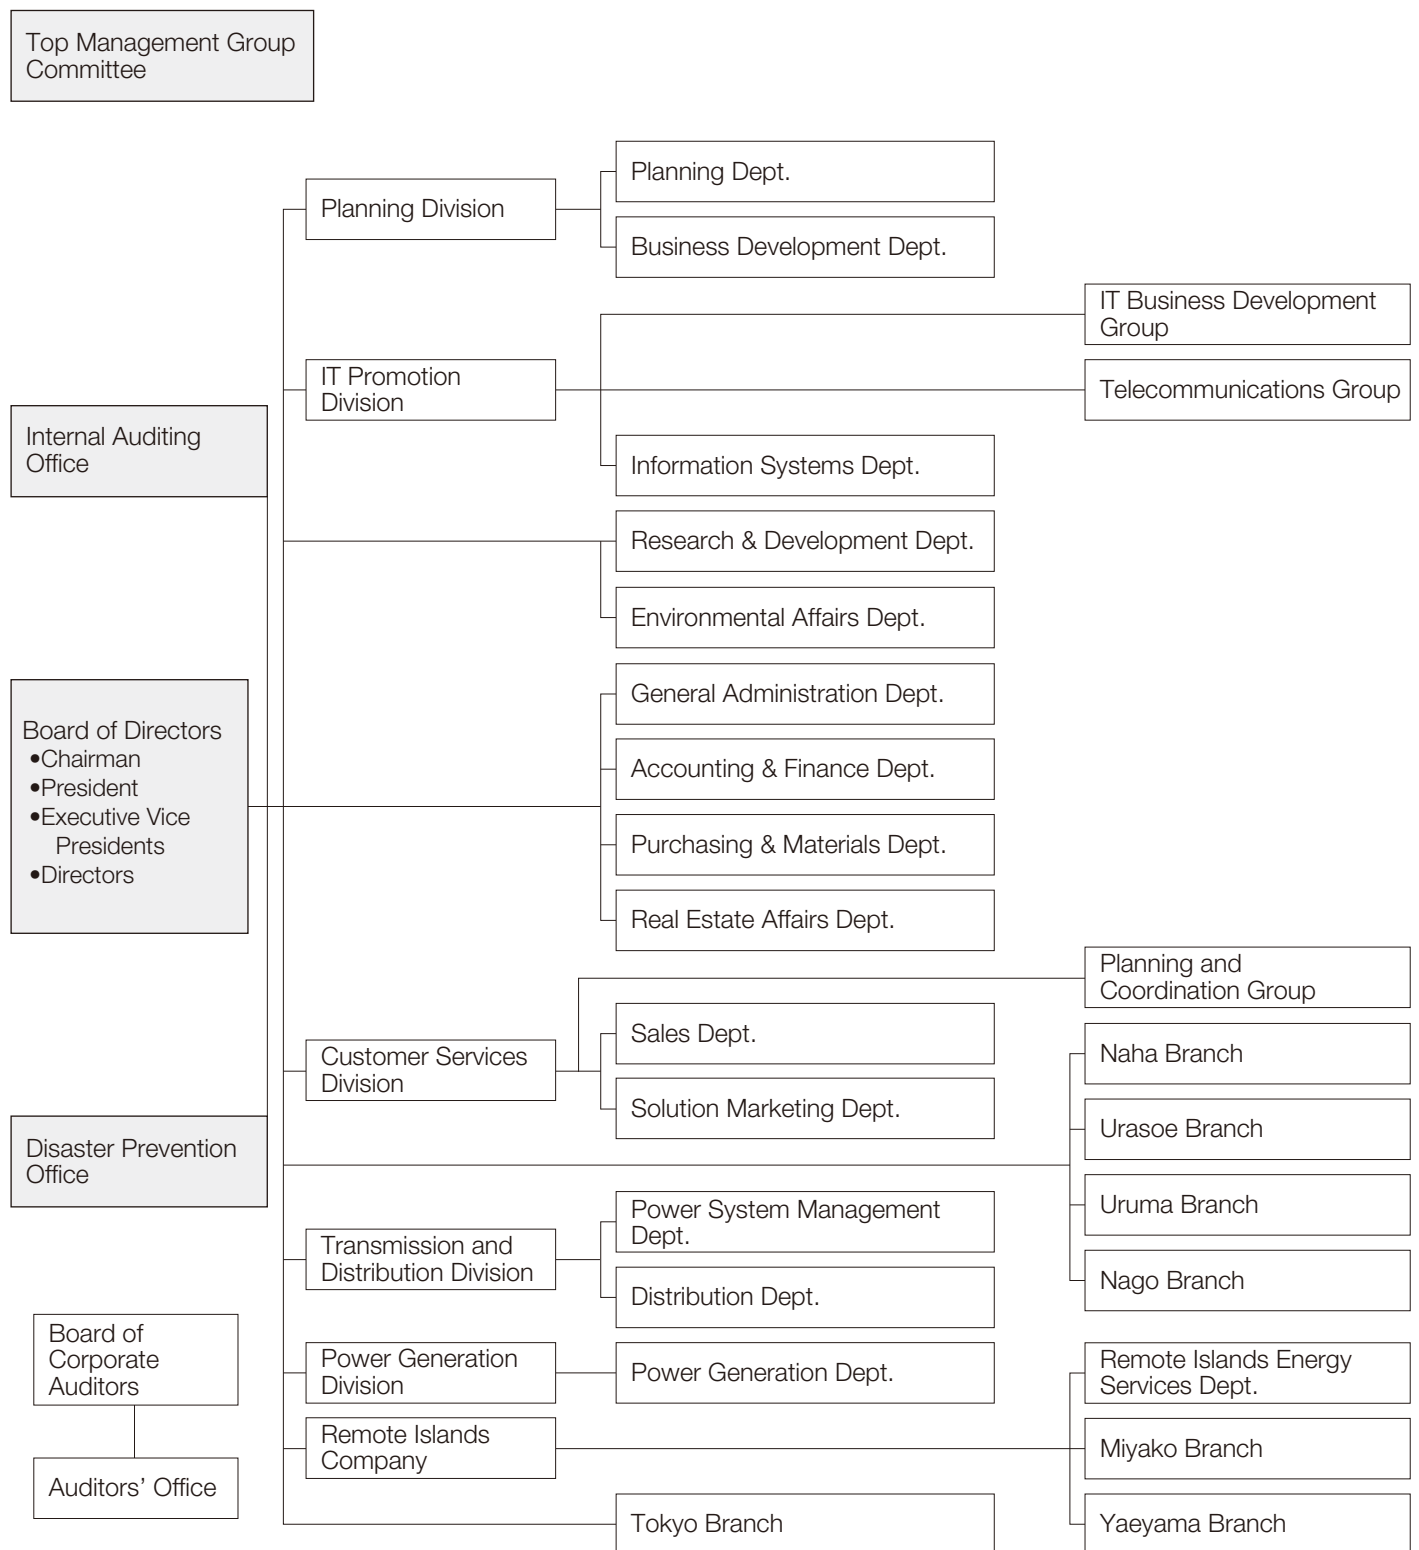 Top Management Group
Committee
Planning Division
Planning Dept.
Business Development Dept.
IT Promotion
Division
IT Business Development
Group
Telecommunications Group
Information Systems Dept.
Internal Auditing
Office
Research & Development Dept.
Environmental Affairs Dept.
Board of Directors
•Chairman
•President
•Executive Vice
Presidents
•Directors
General Administration Dept.
Accounting & Finance Dept.
Purchasing & Materials Dept.
Real Estate Affairs Dept.
Customer Services
Division
Planning and
Coordination Group
Sales Dept.
Solution Marketing Dept.
Naha Branch
Urasoe Branch
Uruma Branch
Nago Branch
Disaster Prevention
Office
Transmission and
Distribution Division
Power System Management
Dept.
Distribution Dept.
Board of
Corporate
Auditors
Auditors’ Office
Power Generation
Division
Power Generation Dept.
Remote Islands
Company
Remote Islands Energy
Services Dept.
Miyako Branch
Yaeyama Branch
Tokyo Branch